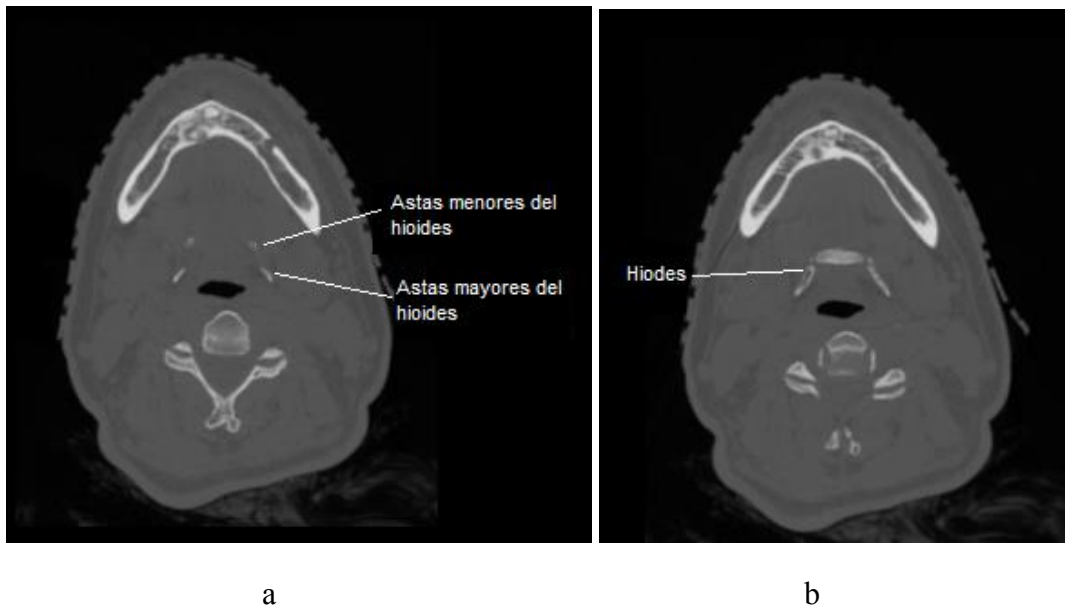 Astas menores del
hioides
Astas mayores del
hioides
Hiodes
a
b